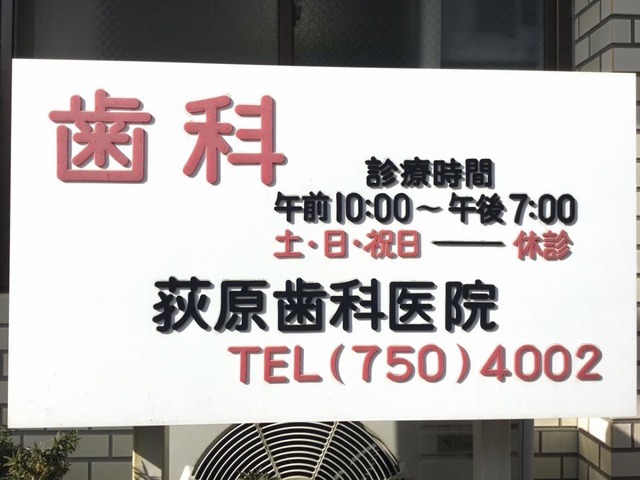 歯科
診療時間
午前10:00～午後7:00
土・日・祝日――休診
荻原歯科医院
TEL(750)4002